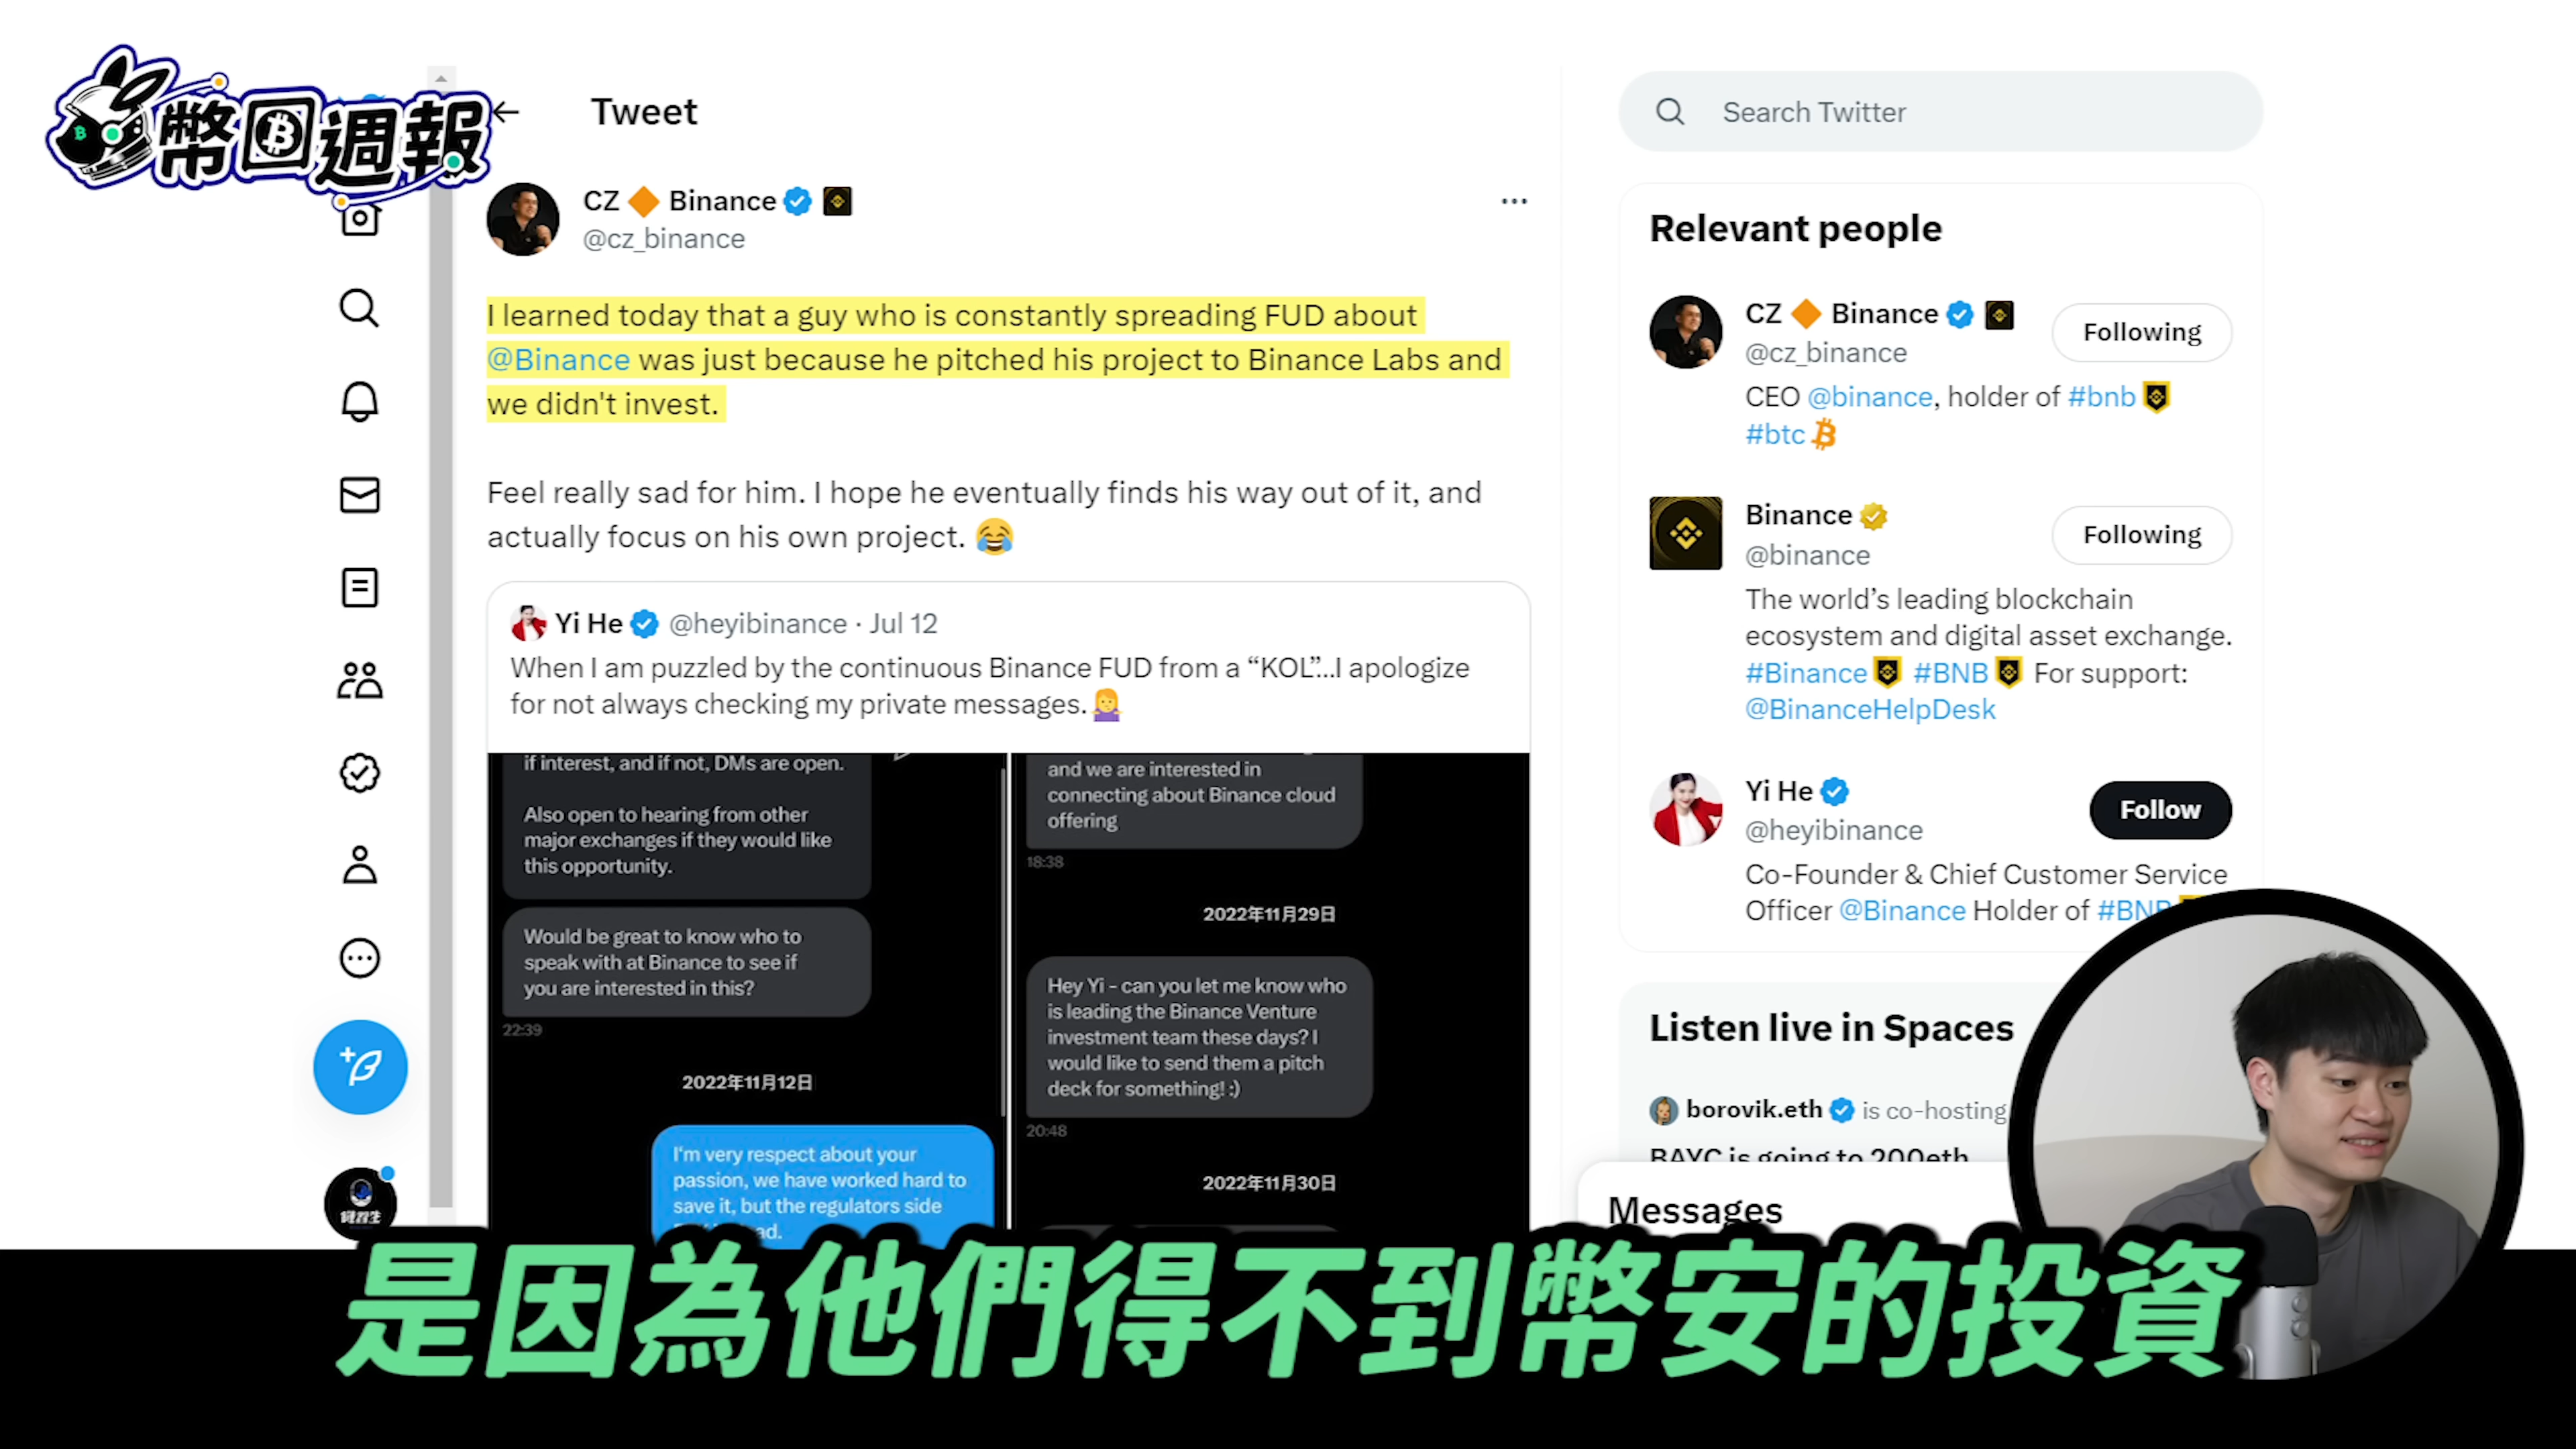 幣回週報
Tweet
CZ 🔶 Binance
@cz_binance
I learned today that a guy who is constantly spreading FUD about
@Binance was just because he pitched his project to Binance Labs and
we didn't invest.
Feel really sad for him. I hope he eventually finds his way out of it, and
actually focus on his own project. 😂
Yi He @heyibinance · Jul 12
When I am puzzled by the continuous Binance FUD from a “KOL”...I apologize
for not always checking my private messages.🤷‍♀️
if interest, and if not, DMs are open.
Also open to hearing from other
major exchanges if they would like
this opportunity.
Would be great to know who to
speak with at Binance to see if
you are interested in this?
22:39
2022年11月12日
I'm very respect about your
passion, we have worked hard to
save it, but the regulators side
ad.
and we are interested in
connecting about Binance cloud
offering
18:38
2022年11月29日
Hey Yi - can you let me know who
is leading the Binance Venture
investment team these days? I
would like to send them a pitch
deck for something! :)
20:48
2022年11月30日
Search Twitter
Relevant people
CZ 🔶 Binance
@cz_binance
Following
CEO @binance, holder of #bnb
#btc
Binance
@binance
Following
The world’s leading blockchain
ecosystem and digital asset exchange.
#Binance #BNB For support:
@BinanceHelpDesk
Yi He
@heyibinance
Follow
Co-Founder & Chief Customer Service
Officer @Binance Holder of #BNB
Listen live in Spaces
borovik.eth is co-hosting
BAYC is going to 200eth
Messages
是因為他們得不到幣安的投資